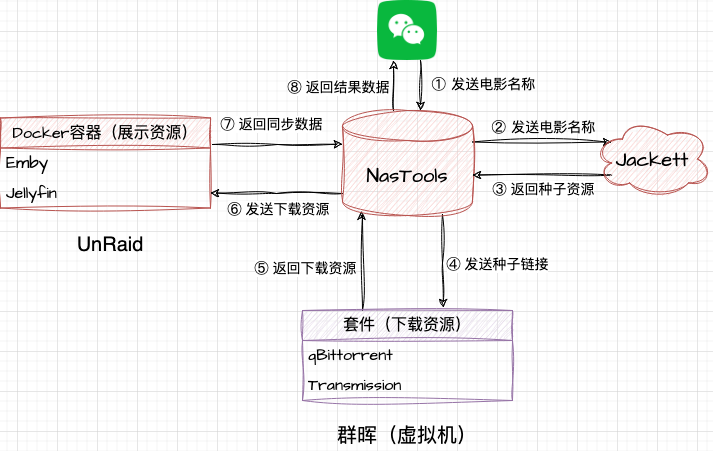 ⑧ 返回结果数据
① 发送电影名称
⑦ 返回同步数据
② 发送电影名称
Docker容器（展示资源）
Emby
Jellyfin
NasTools
Jackett
③ 返回种子资源
⑥ 发送下载资源
UnRaid
⑤ 返回下载资源
④ 发送种子链接
套件（下载资源）
qBittorrent
Transmission
群晖（虚拟机）